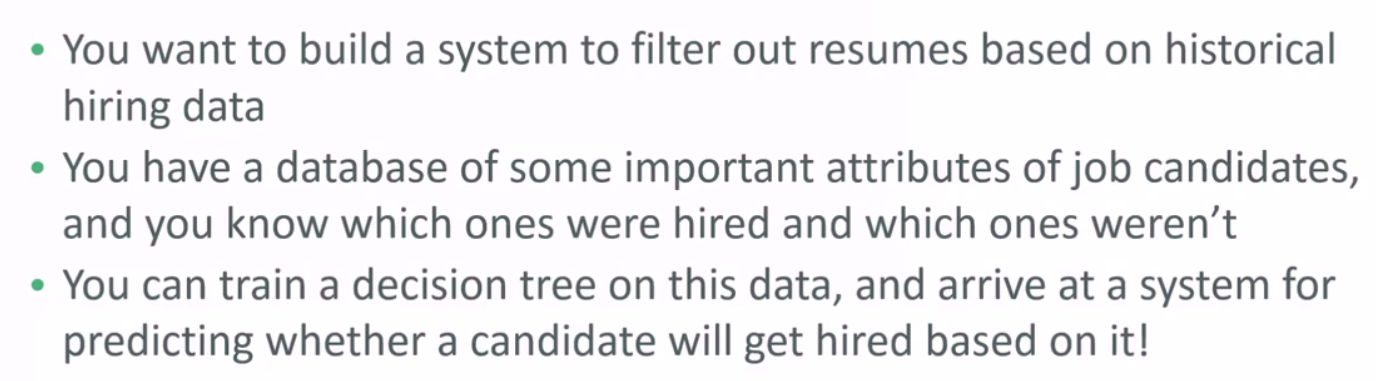 • You want to build a system to filter out resumes based on historical
hiring data
• You have a database of some important attributes of job candidates,
and you know which ones were hired and which ones weren’t
• You can train a decision tree on this data, and arrive at a system for
predicting whether a candidate will get hired based on it!